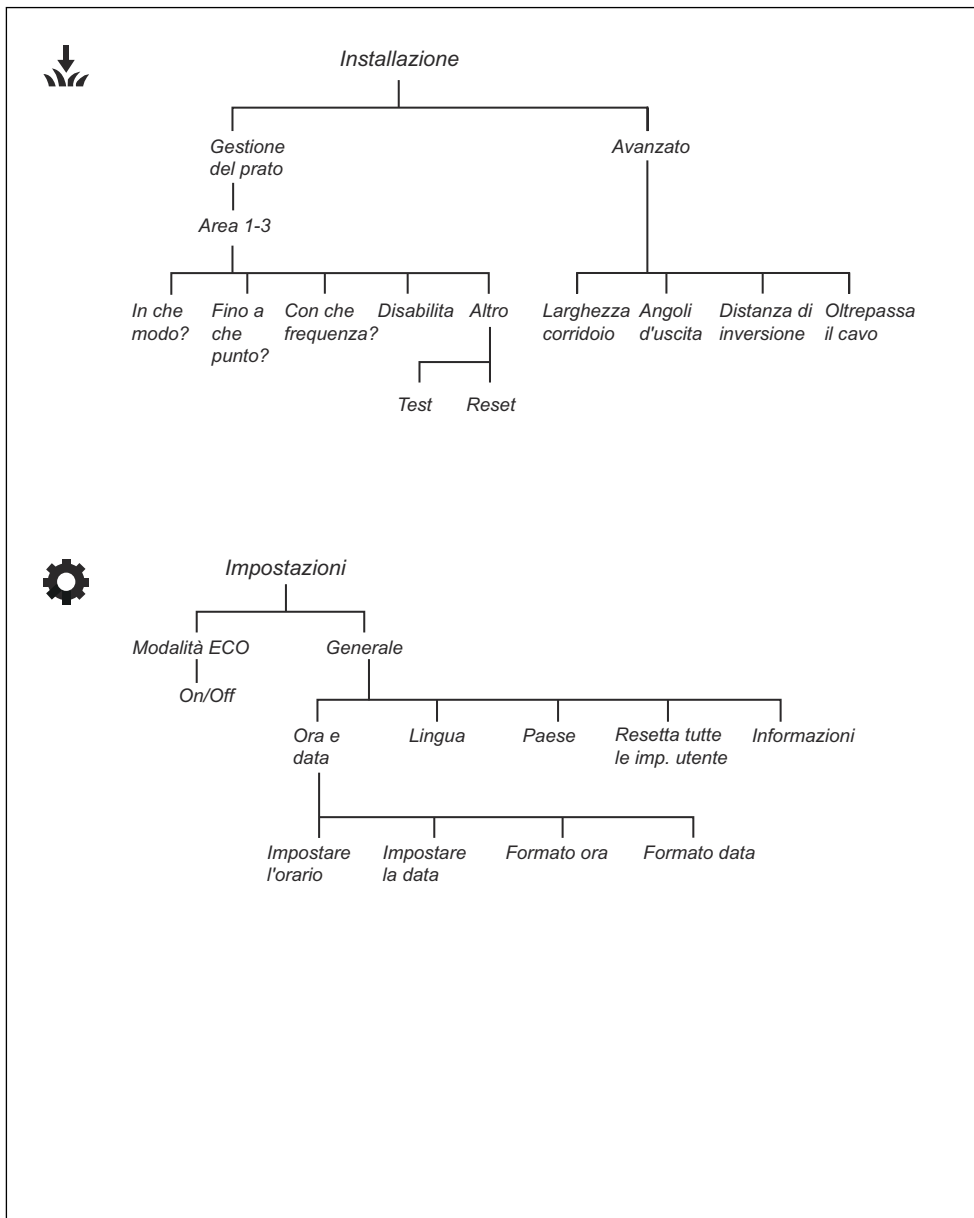 Installazione
Gestione
del prato
Avanzato
Area 1-3
In che
modo?
Fino a
che
punto?
Con che
frequenza?
Disabilita
Altro
Larghezza
corridoio
Angoli
d'uscita
Distanza di
inversione
Oltrepassa
il cavo
Test
Reset
Impostazioni
Modalità ECO
Generale
On/Off
Ora e
data
Lingua
Paese
Resetta tutte
le imp. utente
Informazioni
Impostare
l'orario
Impostare
la data
Formato ora
Formato data